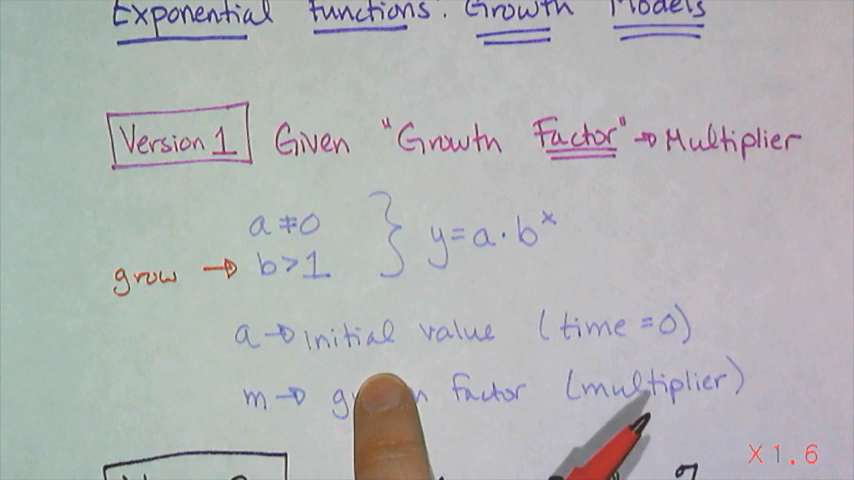 Exponential Functions: Growth Models
Version 1 Given "Growth Factor" → Multiplier
a ≠ 0
grow → b > 1 } y = a · b^x
a → initial value (time = 0)
m → factor (multiplier)
X1.6